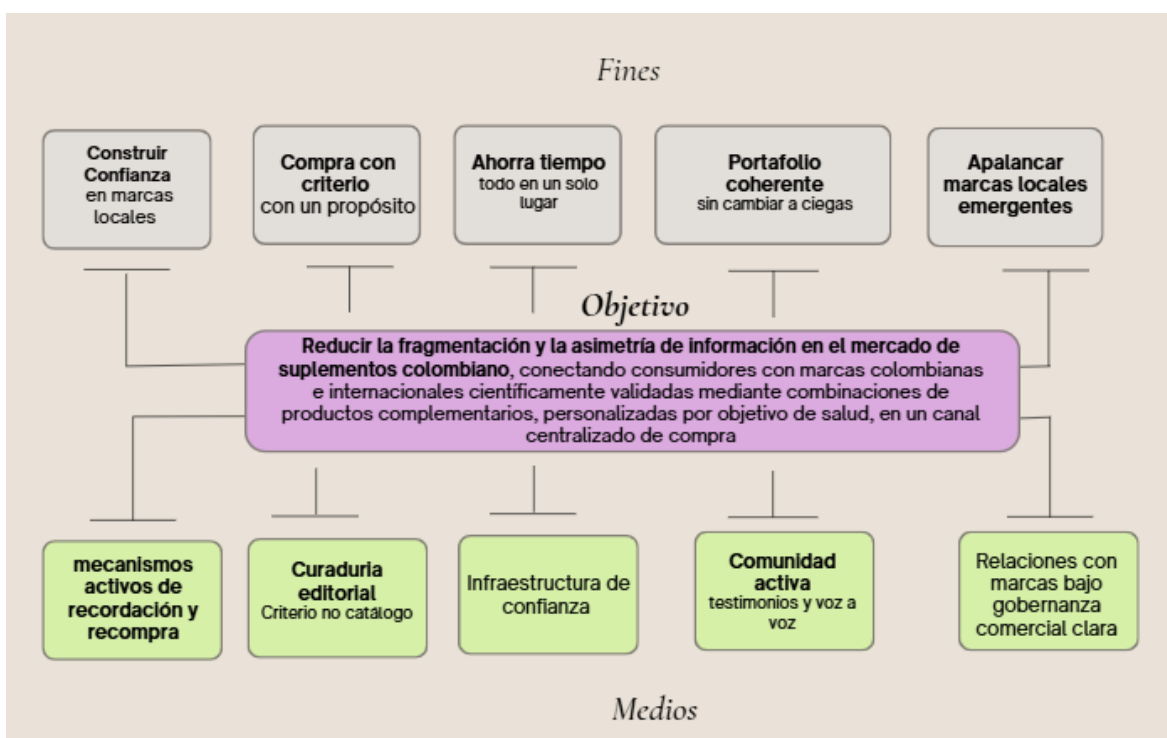 Fines
Construir
Confianza
en marcas
locales
Compra con
criterio
con un propósito
Ahorra tiempo
todo en un solo
lugar
Portafolio
coherente
sin cambiar a ciegas
Apalancar
marcas locales
emergentes
Objetivo
Reducir la fragmentación y la asimetría de información en el mercado de
suplementos colombiano, conectando consumidores con marcas colombianas
e internacionales científicamente validadas mediante combinaciones de
productos complementarios, personalizadas por objetivo de salud, en un canal
centralizado de compra
mecanismos
activos de
recordación y
recompra
Curaduria
editorial
Criterio no catálogo
Infraestructura de
confianza
Comunidad
activa
testimonios y voz a
voz
Relaciones con
marcas bajo
gobernanza
comercial clara
Medios